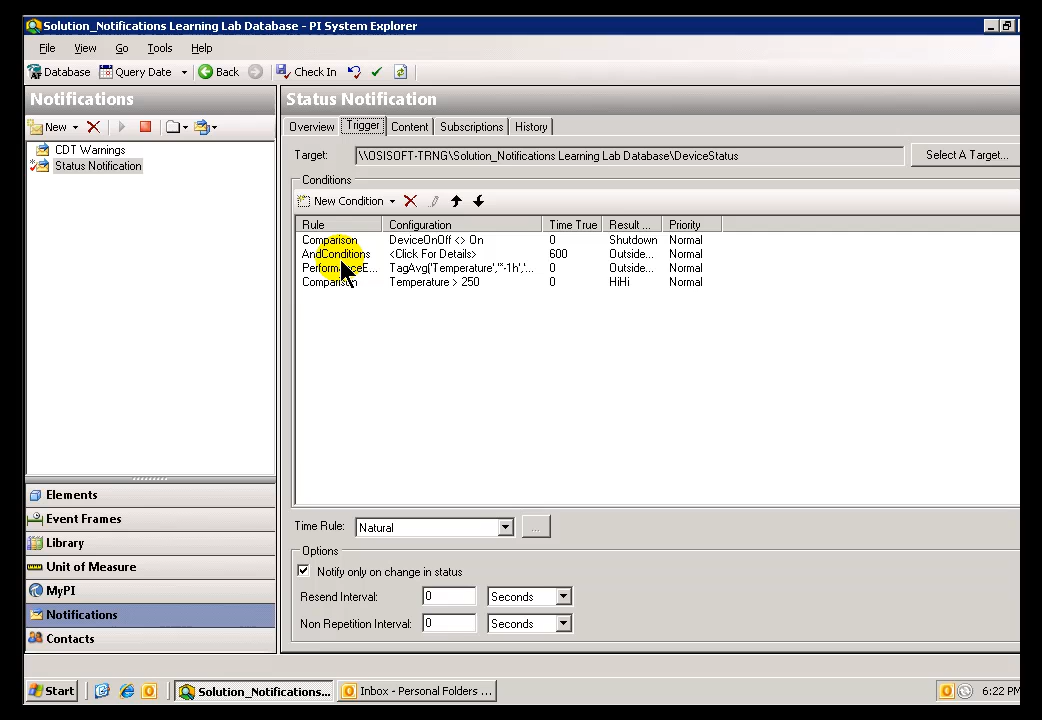 Solution_Notifications Learning Lab Database - PI System Explorer
File View Go Tools Help
Database Query Date Back Check In
Notifications
New
CDT Warnings
Status Notification
Elements
Event Frames
Library
Unit of Measure
MyPI
Notifications
Contacts
Status Notification
Overview Trigger Content Subscriptions History
Target: \\OSISOFT-TRNG\Solution_Notifications Learning Lab Database\DeviceStatus Select A Target...
Conditions
New Condition
Rule Configuration Time True Result ... Priority
Comparison DeviceOnOff <> On 0 Shutdown Normal
AndConditions <Click For Details> 600 Outside... Normal
PerformanceE... TagAvg('Temperature','*-1h','... 0 Outside... Normal
Comparison Temperature > 250 0 HiHi Normal
Time Rule: Natural ...
Options
Notify only on change in status
Resend Interval: 0 Seconds
Non Repetition Interval: 0 Seconds
Start Solution_Notifications... Inbox - Personal Folders ... 6:22 PM